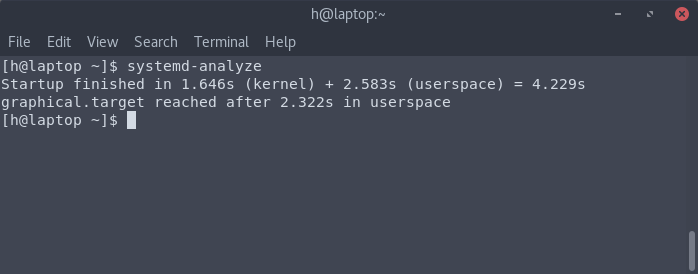 h@laptop:~
File Edit View Search Terminal Help
[h@laptop ~]$ systemd-analyze
Startup finished in 1.646s (kernel) + 2.583s (userspace) = 4.229s
graphical.target reached after 2.322s in userspace
[h@laptop ~]$